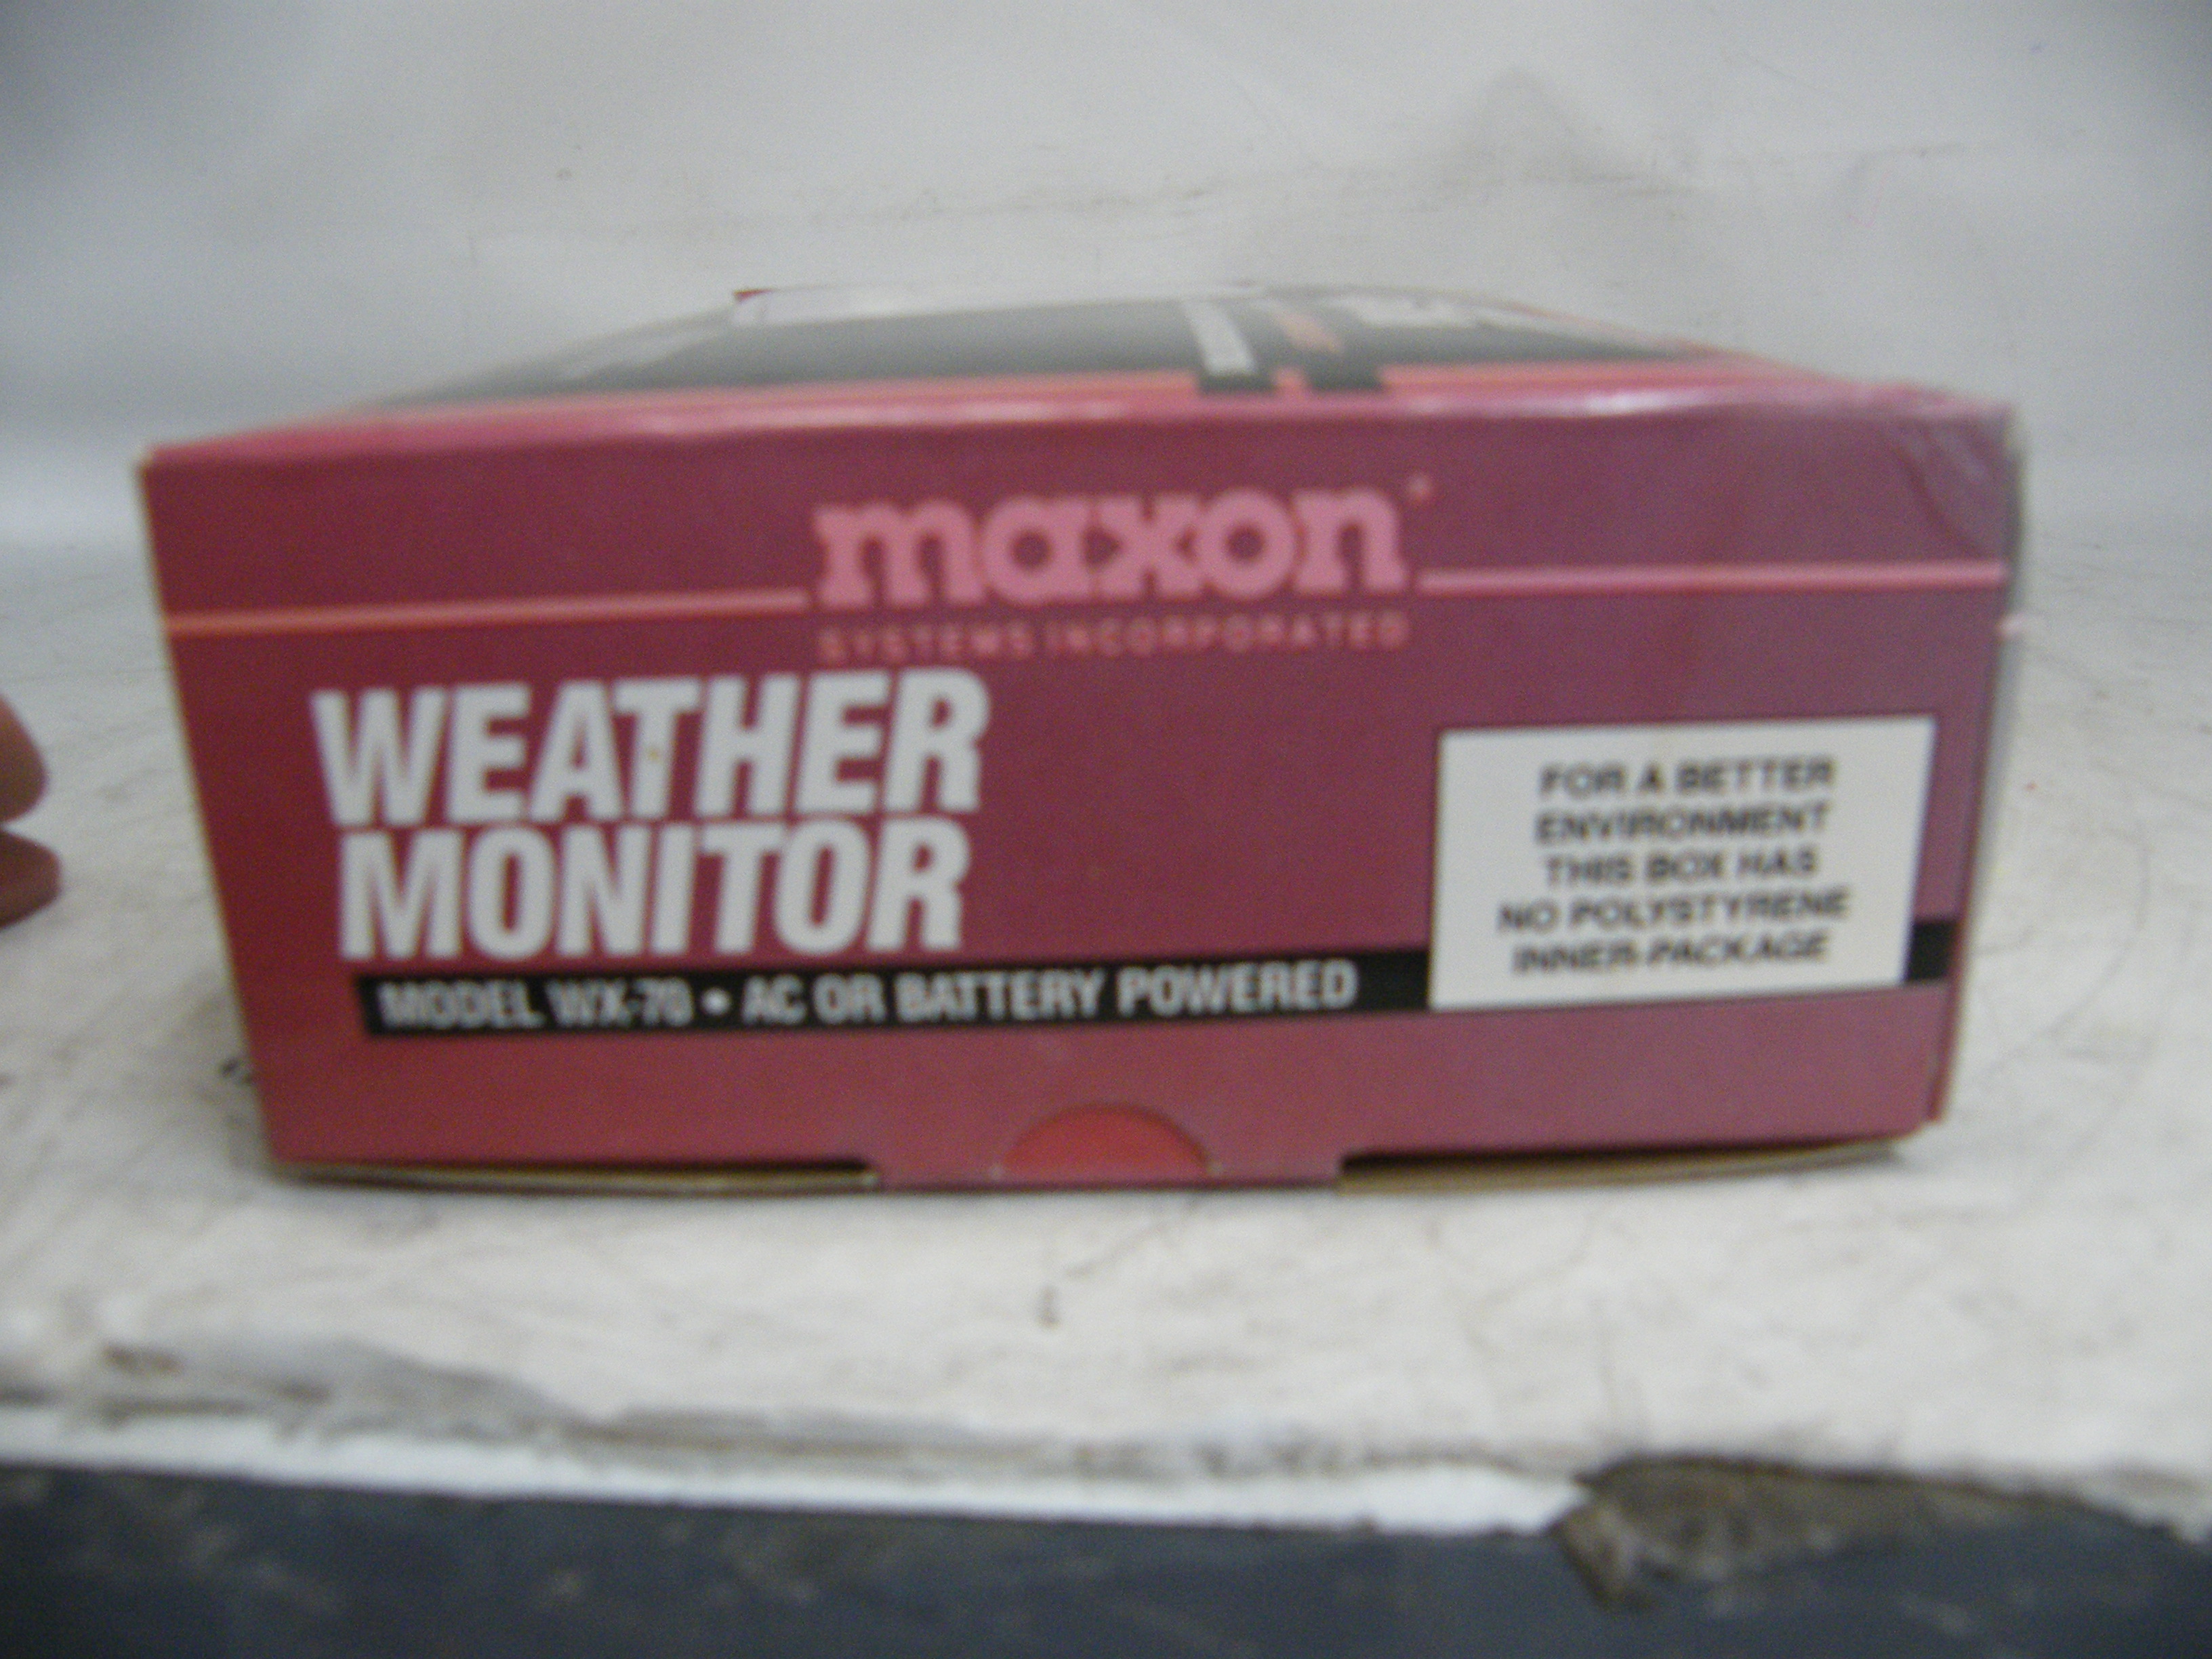 maxon
SYSTEMS INCORPORATED
WEATHER
MONITOR
MODEL WX-70 • AC OR BATTERY POWERED
FOR A BETTER
ENVIRONMENT
THIS BOX HAS
NO POLYSTYRENE
INNER-PACKAGE